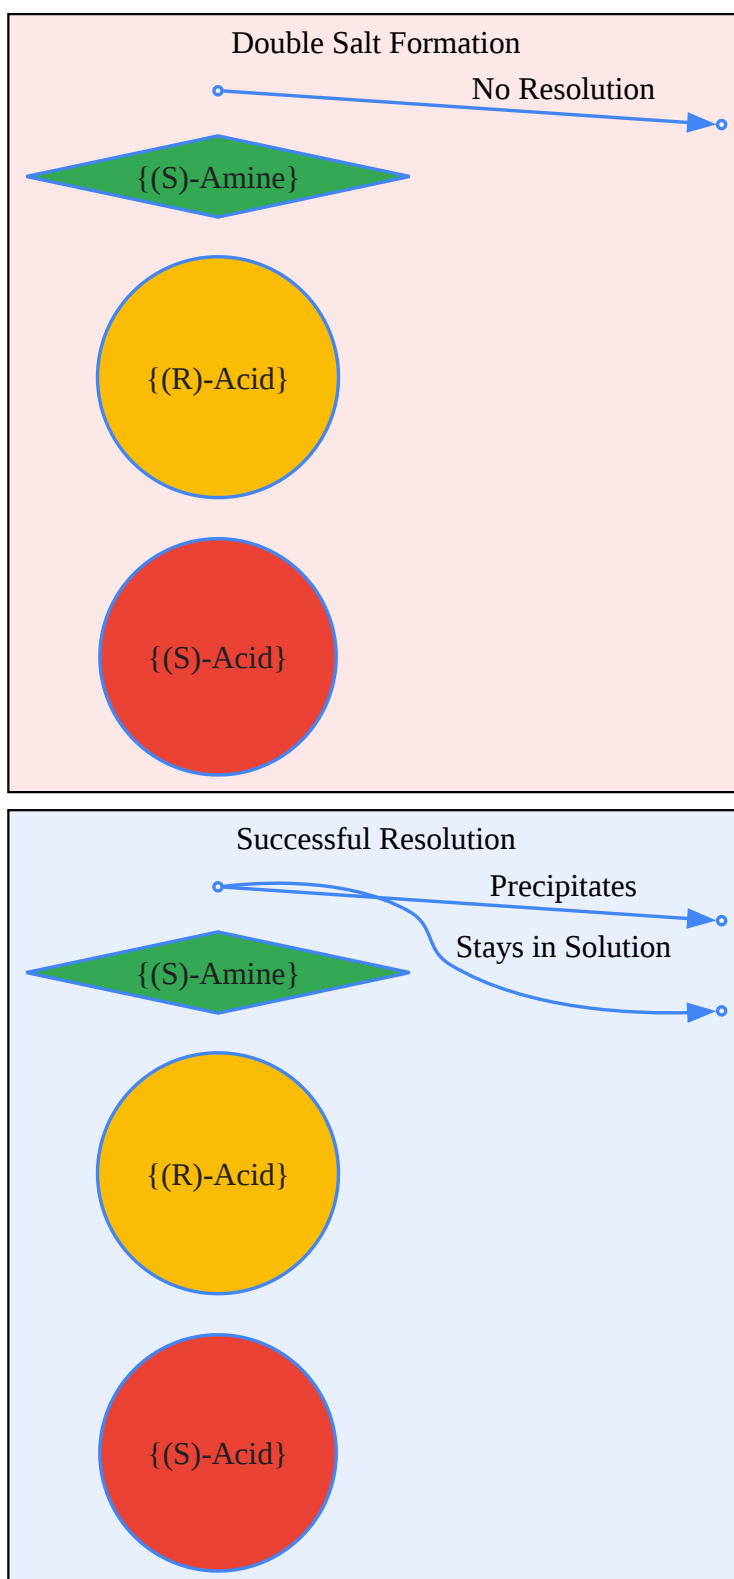 Double Salt Formation
No Resolution
{(S)-Amine}
{(R)-Acid}
{(S)-Acid}
Successful Resolution
Precipitates
Stays in Solution
{(S)-Amine}
{(R)-Acid}
{(S)-Acid}